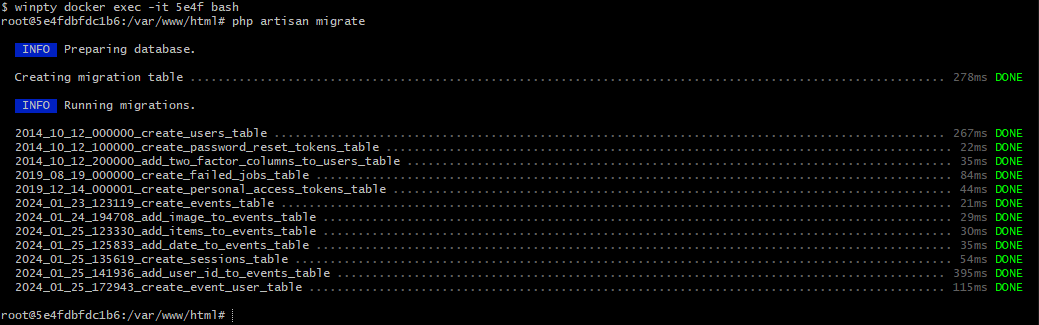 $ winpty docker exec -it 5e4f bash
root@5e4fdbfdc1b6:/var/www/html# php artisan migrate
INFO Preparing database.
Creating migration table ........................................................................................................... 278ms DONE
INFO Running migrations.
2014_10_12_000000_create_users_table ............................................................................................... 267ms DONE
2014_10_12_100000_create_password_reset_tokens_table ................................................................................ 22ms DONE
2014_10_12_200000_add_two_factor_columns_to_users_table ............................................................................. 35ms DONE
2019_08_19_000000_create_failed_jobs_table .......................................................................................... 84ms DONE
2019_12_14_000001_create_personal_access_tokens_table ............................................................................... 44ms DONE
2024_01_23_123119_create_events_table ............................................................................................... 21ms DONE
2024_01_24_194708_add_image_to_events_table ......................................................................................... 29ms DONE
2024_01_25_123330_add_items_to_events_table ......................................................................................... 30ms DONE
2024_01_25_125833_add_date_to_events_table .......................................................................................... 35ms DONE
2024_01_25_135619_create_sessions_table ............................................................................................. 54ms DONE
2024_01_25_141936_add_user_id_to_events_table ...................................................................................... 395ms DONE
2024_01_25_172943_create_event_user_table .......................................................................................... 115ms DONE
root@5e4fdbfdc1b6:/var/www/html#